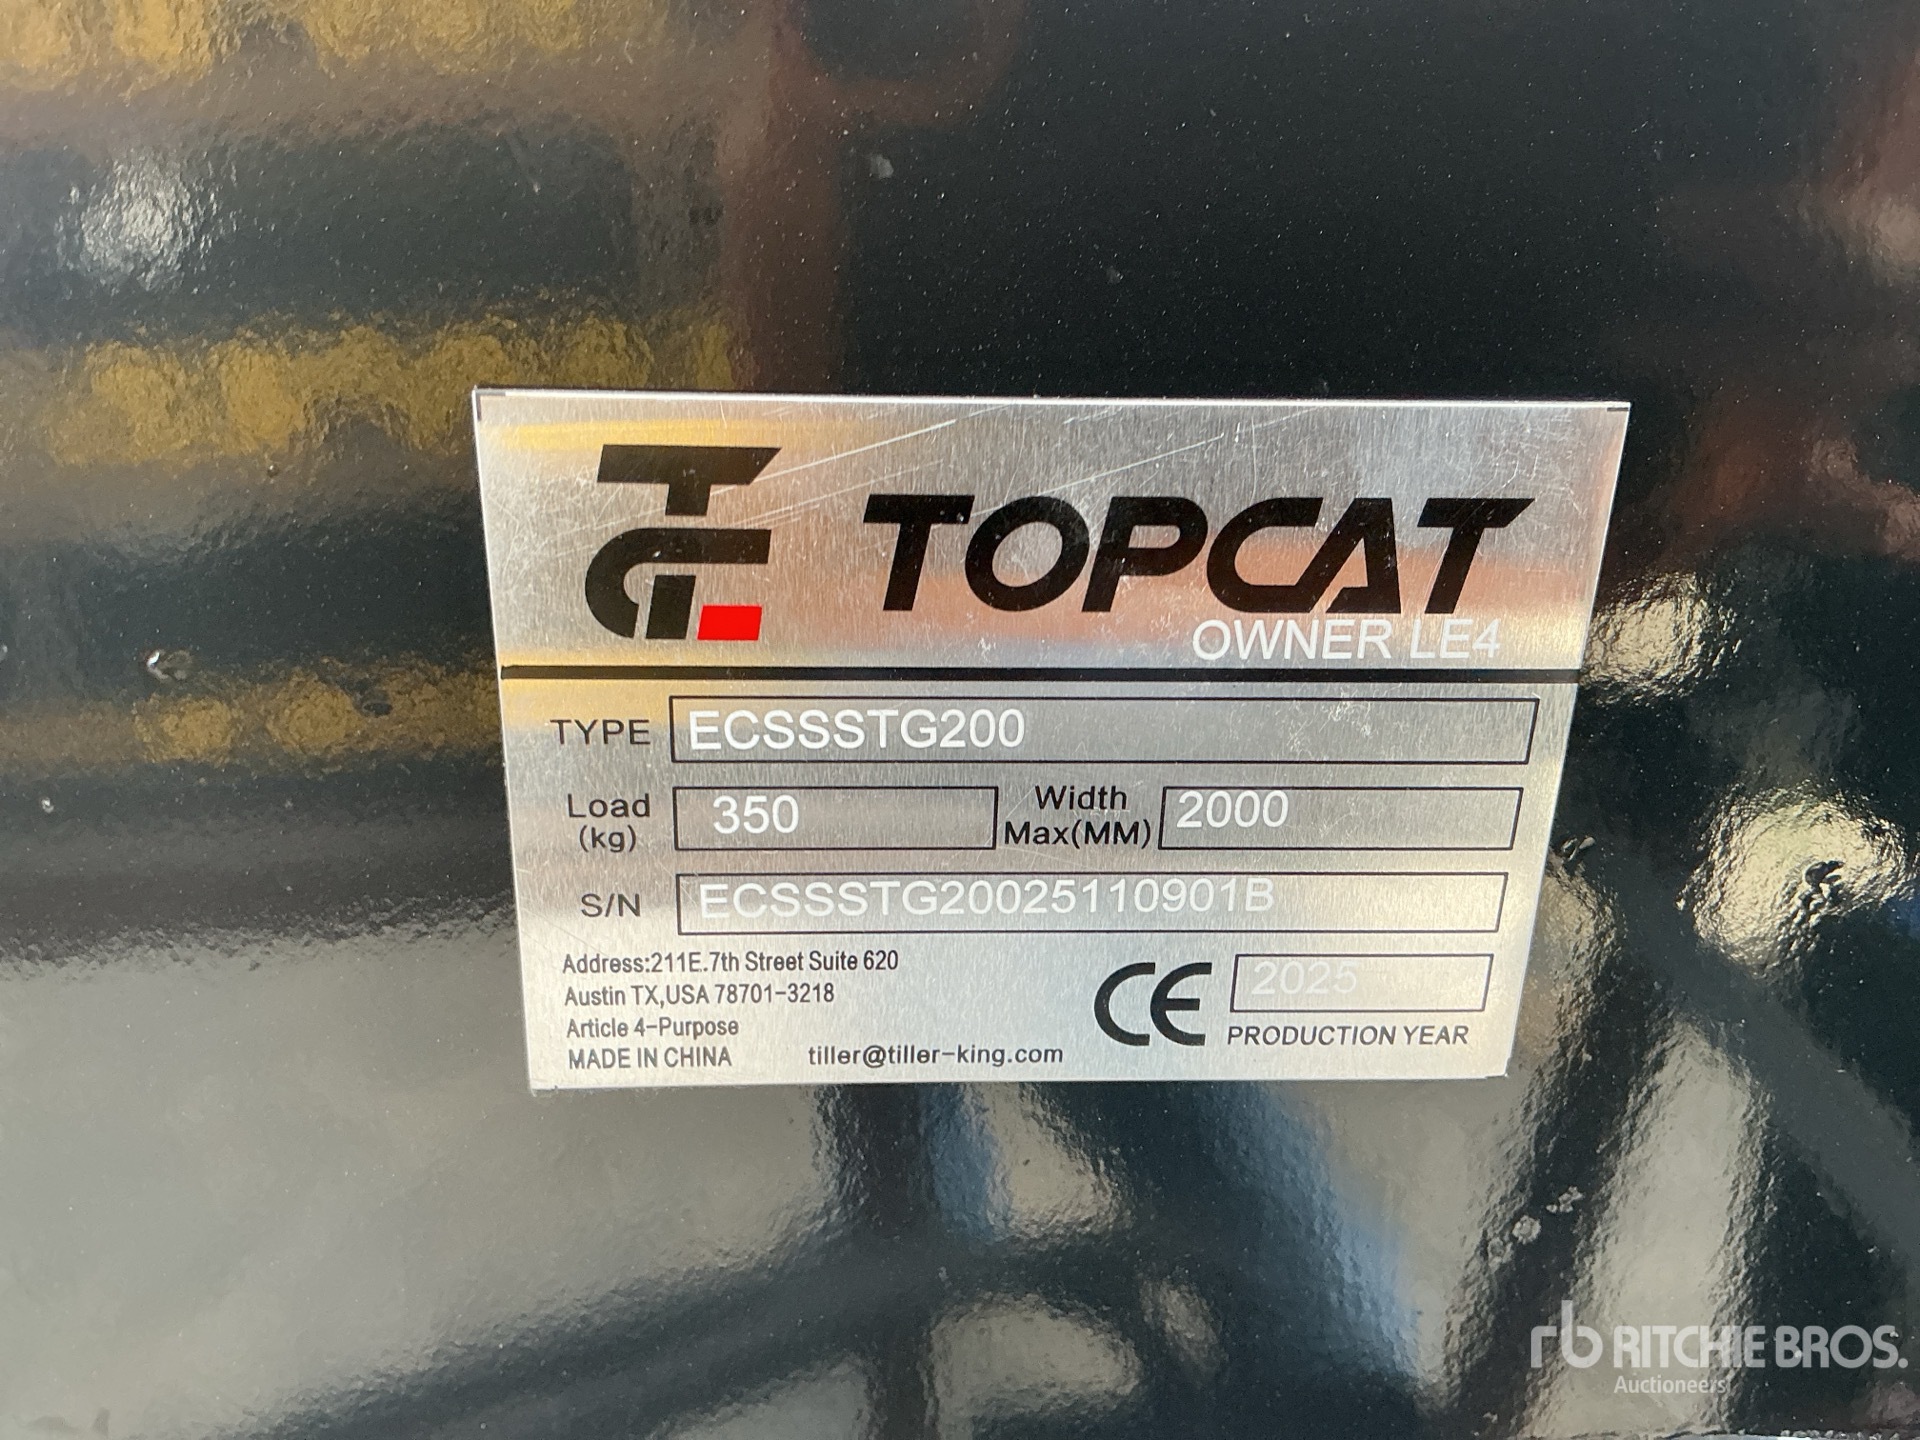 TOPCAT
OWNER LE4
TYPE ECSSSTG200
Load (kg) 350 Width Max(MM) 2000
S/N ECSSSTG20025110901B
Address:211E.7th Street Suite 620
Austin TX,USA 78701-3218
Article 4-Purpose
MADE IN CHINA tiller@tiller-king.com
CE 2025
PRODUCTION YEAR
rb RITCHIE BROS.
Auctioneers